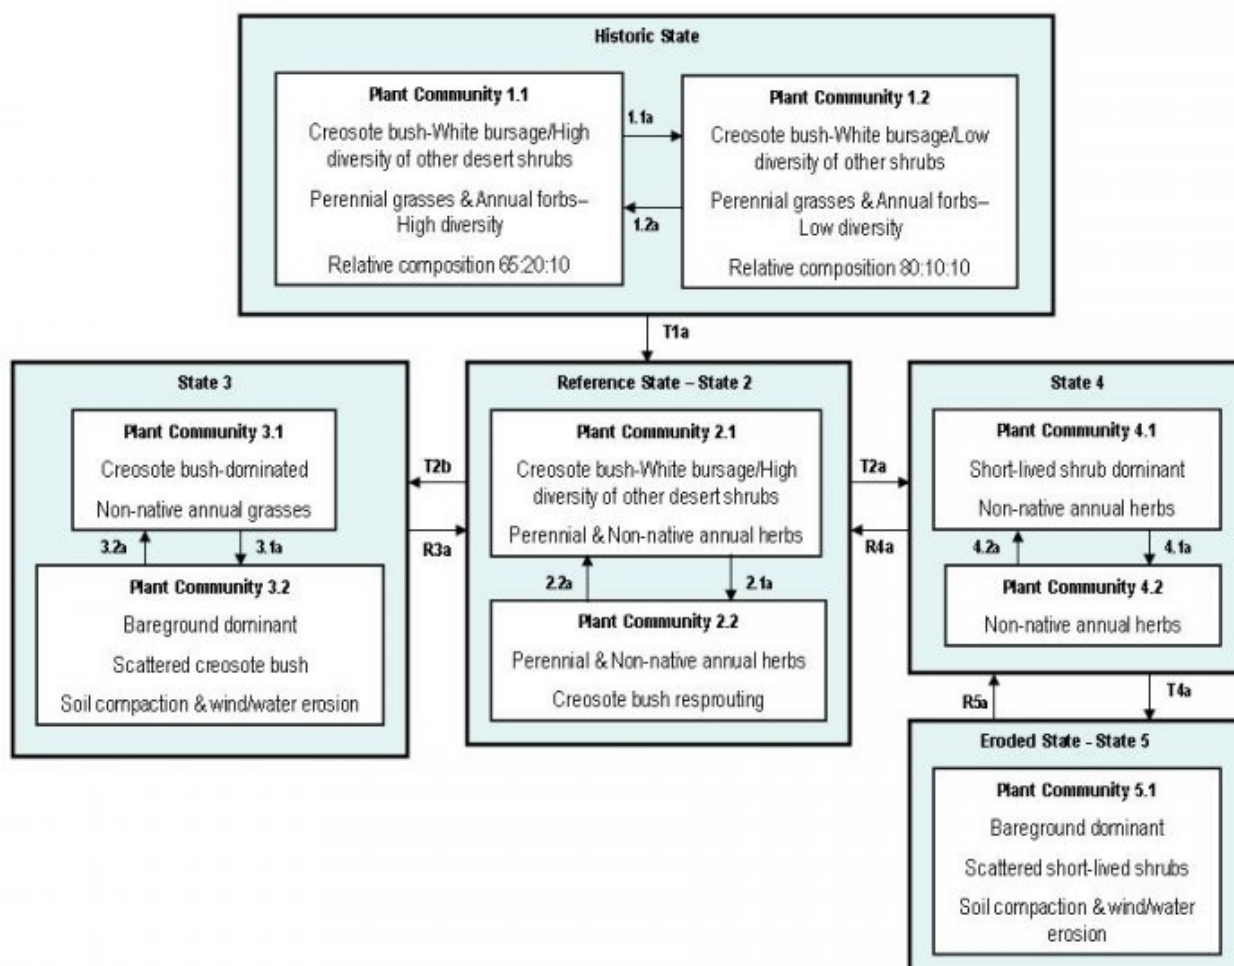 Historic State
Plant Community 1.1
Creosote bush-White bursage/High
diversity of other desert shrubs
Perennial grasses & Annual forbs–
High diversity
Relative composition 65:20:10
1.1a
1.2a
Plant Community 1.2
Creosote bush-White bursage/Low
diversity of other shrubs
Perennial grasses & Annual forbs–
Low diversity
Relative composition 80:10:10
T1a
State 3
Plant Community 3.1
Creosote bush-dominated
Non-native annual grasses
3.2a
3.1a
Plant Community 3.2
Bareground dominant
Scattered creosote bush
Soil compaction & wind/water erosion
T2b
R3a
Reference State – State 2
Plant Community 2.1
Creosote bush-White bursage/High
diversity of other desert shrubs
Perennial & Non-native annual herbs
2.2a
2.1a
Plant Community 2.2
Perennial & Non-native annual herbs
Creosote bush resprouting
T2a
R4a
State 4
Plant Community 4.1
Short-lived shrub dominant
Non-native annual herbs
4.2a
4.1a
Plant Community 4.2
Non-native annual herbs
R5a
T4a
Eroded State - State 5
Plant Community 5.1
Bareground dominant
Scattered short-lived shrubs
Soil compaction & wind/water
erosion